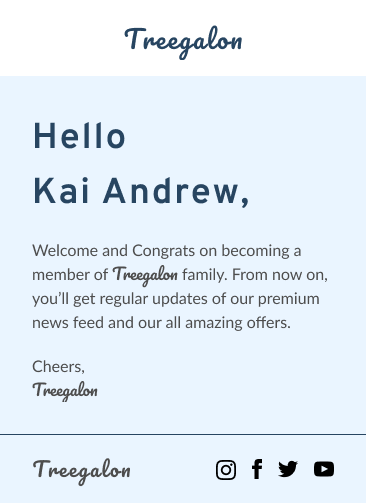 Treegalon
Hello
Kai Andrew,
Welcome and Congrats on becoming a
member of Treegalon family. From now on,
you’ll get regular updates of our premium
news feed and our all amazing offers.
Cheers,
Treegalon
Treegalon